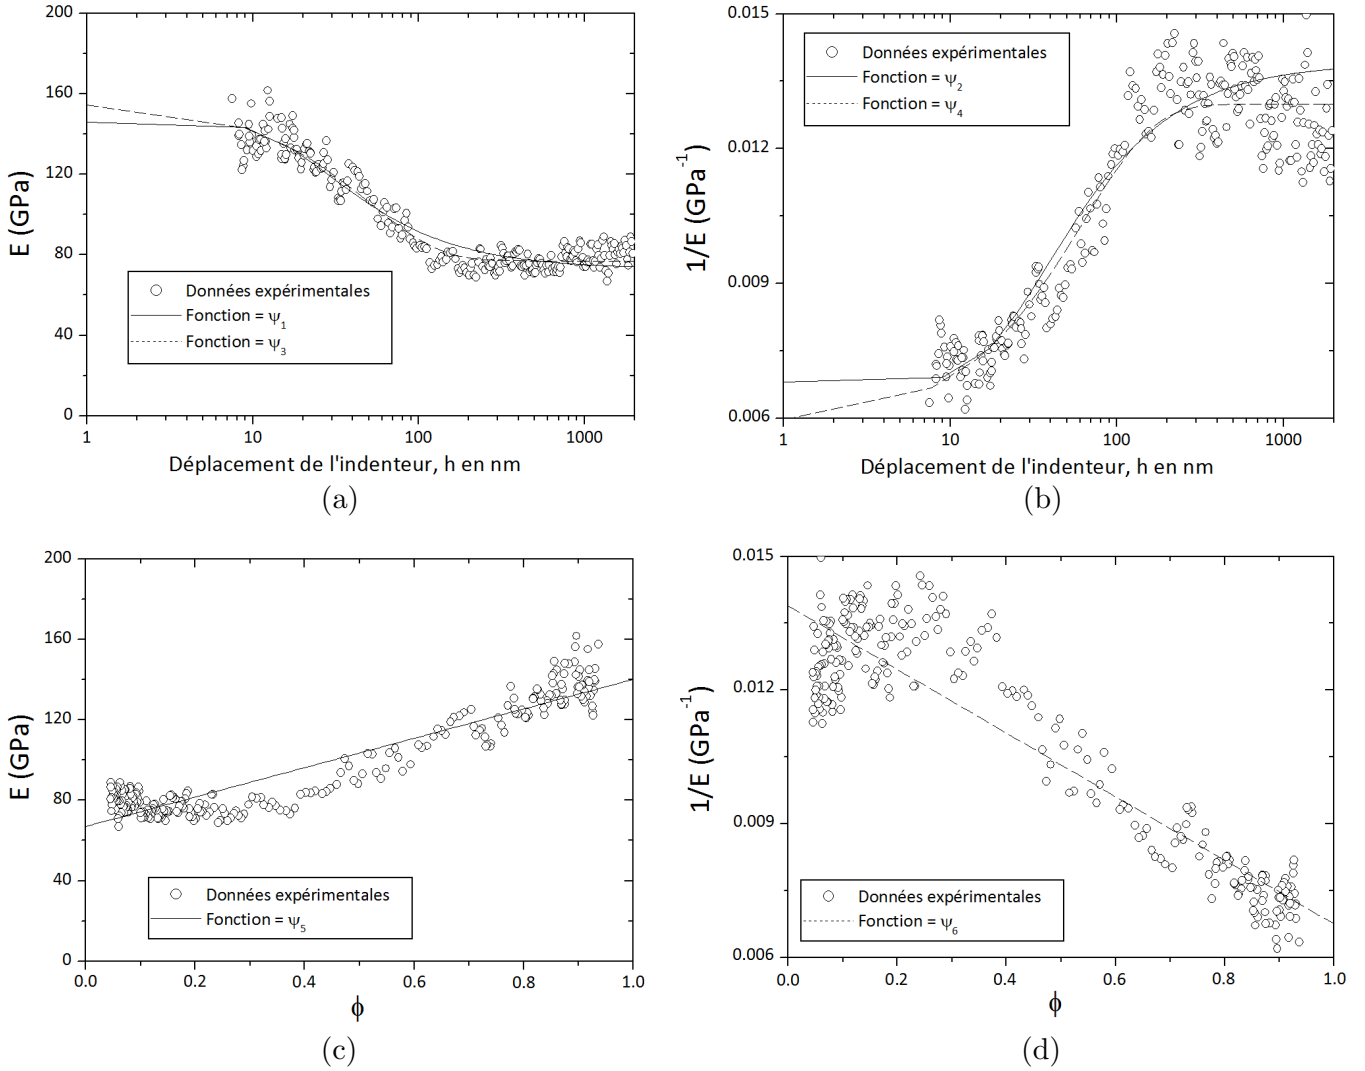 200
160
120
80
40
0
E (GPa)
Données expérimentales
Fonction = ψ1
Fonction = ψ3
1 10 100 1000
Déplacement de l'indenteur, h en nm
(a)
0.015
0.012
0.009
0.006
1/E (GPa-1)
Données expérimentales
Fonction = ψ2
Fonction = ψ4
1 10 100 1000
Déplacement de l'indenteur, h en nm
(b)
200
160
120
80
40
0
E (GPa)
Données expérimentales
Fonction = ψ5
0.0 0.2 0.4 0.6 0.8 1.0
ϕ
(c)
0.015
0.012
0.009
0.006
1/E (GPa-1)
Données expérimentales
Fonction = ψ6
0.0 0.2 0.4 0.6 0.8 1.0
ϕ
(d)